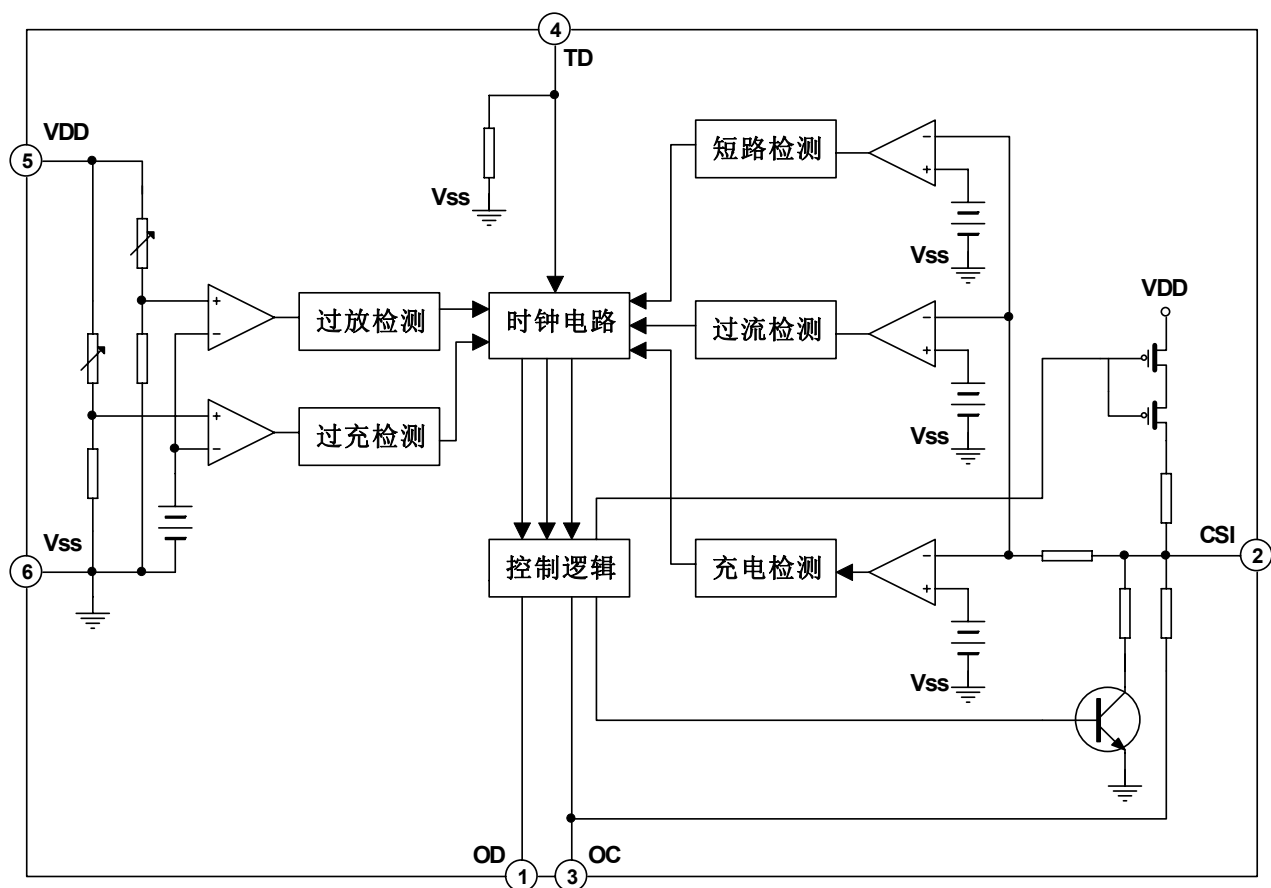 4
TD
VDD
5
短路检测
−
+
Vss
Vss
VDD
+
−
过放检测
时钟电路
过流检测
−
+
+
−
过充检测
Vss
Vss
6
控制逻辑
充电检测
−
+
CSI
2
Vss
OD
1
3
OC